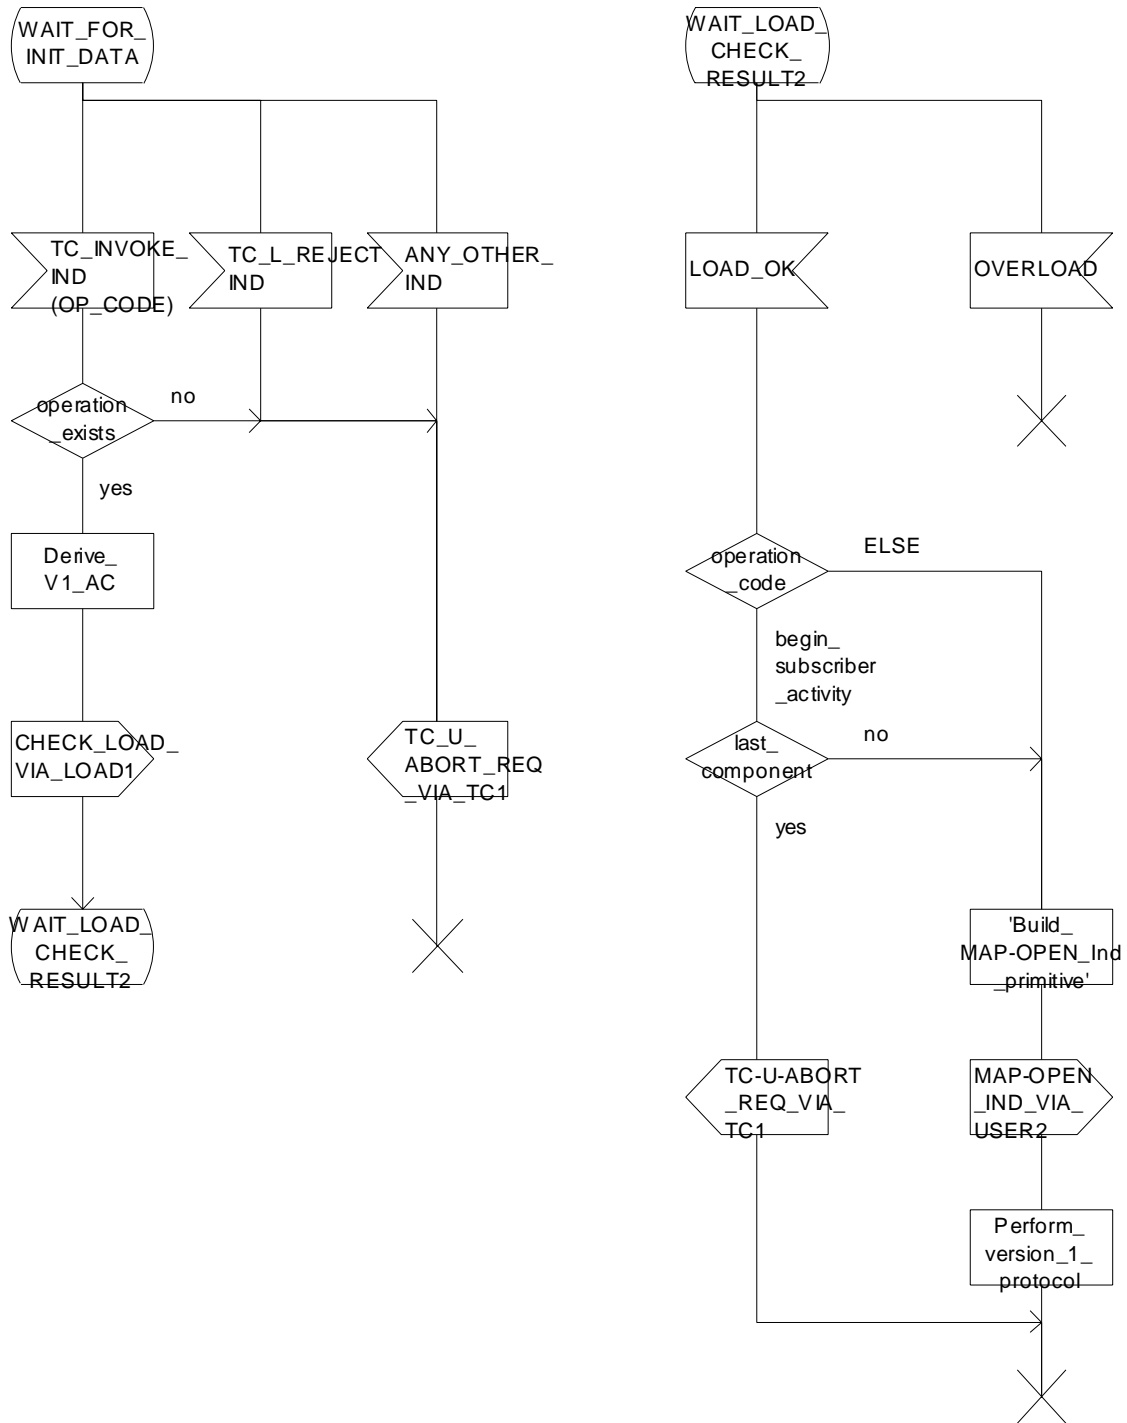 WAIT_FOR_
INIT_DATA
TC_INVOKE_
IND
(OP_CODE)
TC_L_REJECT
IND
ANY_OTHER_
IND
operation
_exists
no
yes
Derive_
V1_AC
CHECK_LOAD_
VIA_LOAD1
TC_U_
ABORT_REQ
_VIA_TC1
WAIT_LOAD_
CHECK_
RESULT2
WAIT_LOAD_
CHECK_
RESULT2
LOAD_OK
OVERLOAD
operation
_code
ELSE
begin_
subscriber
_activity
last_
component
no
yes
'Build_
MAP-OPEN_Ind
_primitive'
TC-U-ABORT
_REQ_VIA_
TC1
MAP-OPEN
_IND_VIA_
USER2
Perform_
version_1_
protocol